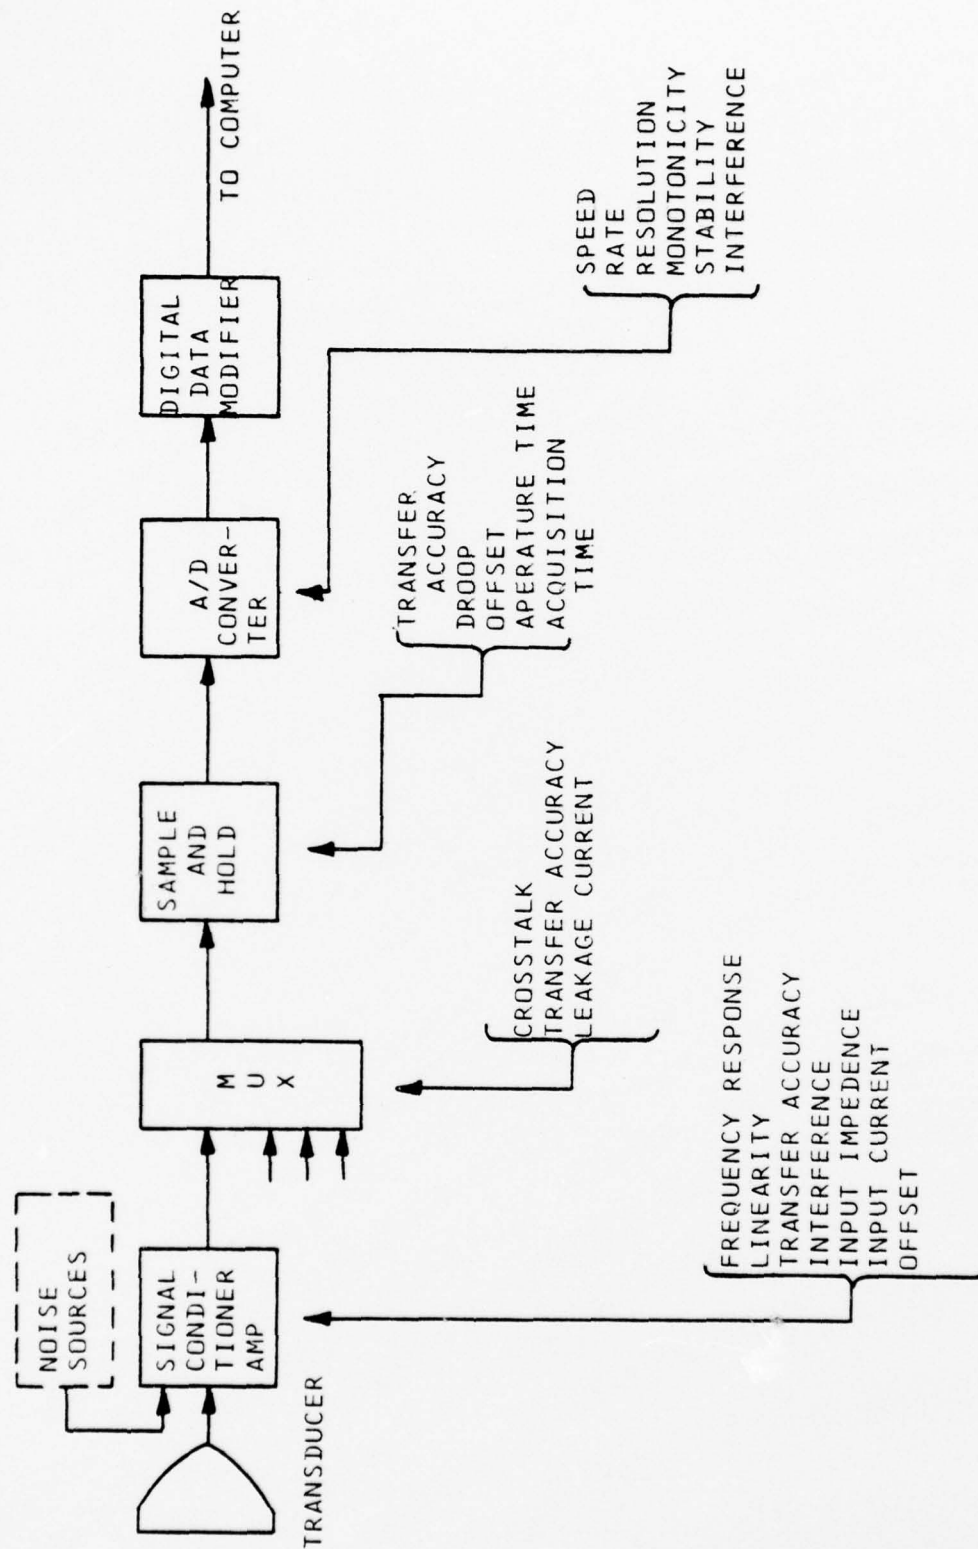 NOISE
SOURCES
TRANSDUCER
SIGNAL
CONDI-
TIONER
AMP
M
U
X
SAMPLE
AND
HOLD
A/D
CONVER-
TER
DIGITAL
DATA
MODIFIER
TO COMPUTER
FREQUENCY RESPONSE
LINEARITY
TRANSFER ACCURACY
INTERFERENCE
INPUT IMPEDENCE
INPUT CURRENT
OFFSET
CROSSTALK
TRANSFER ACCURACY
LEAKAGE CURRENT
TRANSFER
ACCURACY
DROOP
OFFSET
APERATURE TIME
ACQUISITION
TIME
SPEED
RATE
RESOLUTION
MONOTONICITY
STABILITY
INTERFERENCE